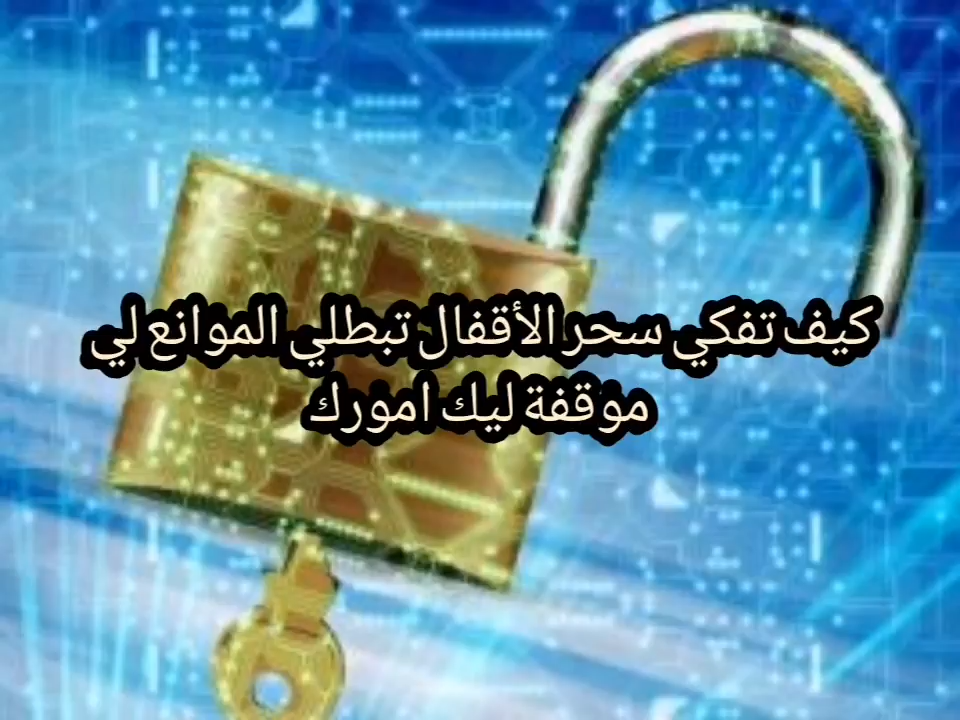 كيف تفكي سحر الأقفال تبطلي الموانع لي
موقفة ليك امورك